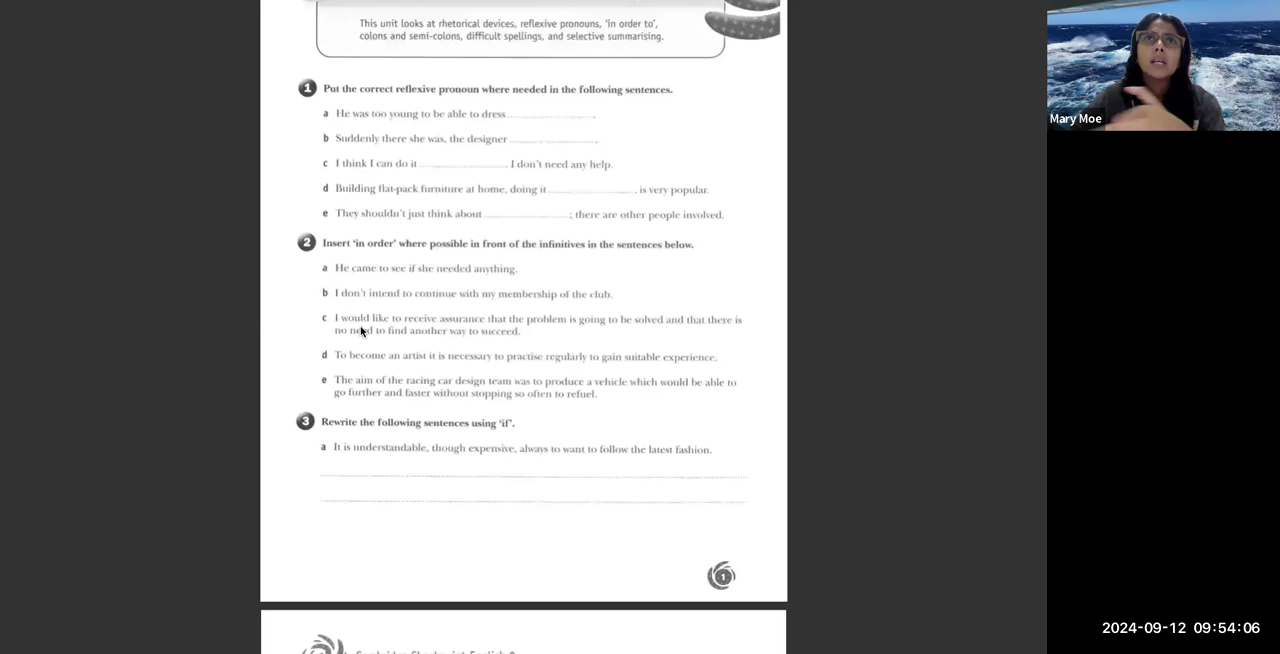 This unit looks at rhetorical devices, reflexive pronouns, 'in order to',
colons and semi-colons, difficult spellings, and selective summarising.
1 Put the correct reflexive pronoun where needed in the following sentences.
a He was too young to be able to dress ........................ .
b Suddenly there she was, the designer ........................ .
c I think I can do it ........................ . I don't need any help.
d Building flat-pack furniture at home, doing it ........................ , is very popular.
e They shouldn't just think about ........................ ; there are other people involved.
2 Insert 'in order' where possible in front of the infinitives in the sentences below.
a He came to see if she needed anything.
b I don't intend to continue with my membership of the club.
c I would like to receive assurance that the problem is going to be solved and that there is
no need to find another way to succeed.
d To become an artist it is necessary to practise regularly to gain suitable experience.
e The aim of the racing car design team was to produce a vehicle which would be able to
go further and faster without stopping so often to refuel.
3 Rewrite the following sentences using 'if'.
a It is understandable, though expensive, always to want to follow the latest fashion.
1
Mary Moe
2024-09-12 09:54:06